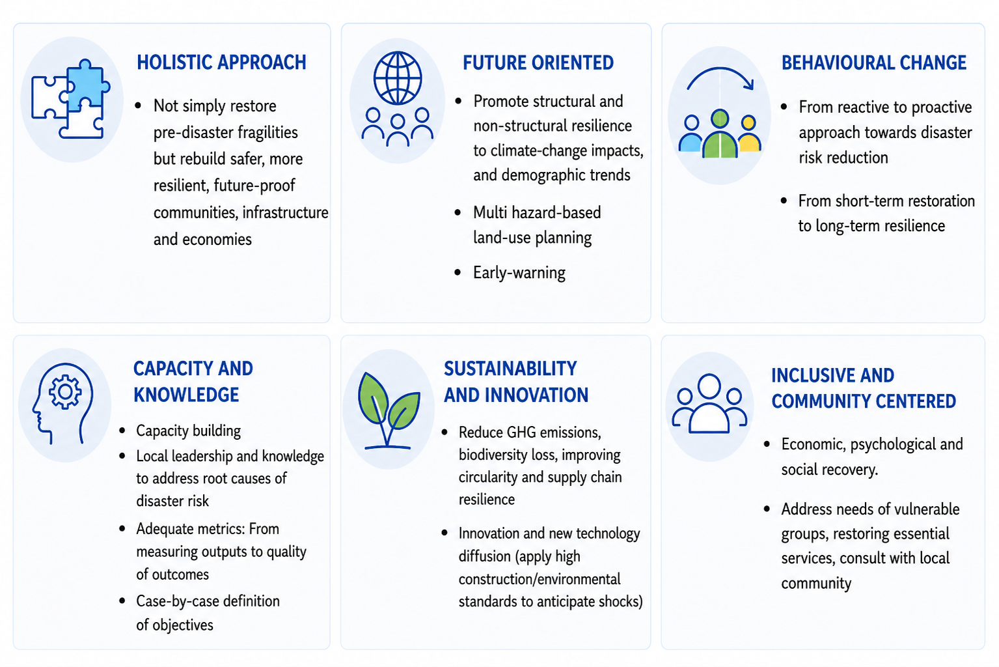 HOLISTIC APPROACH
• Not simply restore
pre-disaster fragilities
but rebuild safer, more
resilient, future-proof
communities, infrastructure
and economies
FUTURE ORIENTED
• Promote structural and
non-structural resilience
to climate-change impacts,
and demographic trends
• Multi hazard-based
land-use planning
• Early-warning
BEHAVIOURAL CHANGE
• From reactive to proactive
approach towards disaster
risk reduction
• From short-term restoration
to long-term resilience
CAPACITY AND
KNOWLEDGE
• Capacity building
• Local leadership and knowledge
to address root causes of
disaster risk
• Adequate metrics: From
measuring outputs to quality
of outcomes
• Case-by-case definition
of objectives
SUSTAINABILITY
AND INNOVATION
• Reduce GHG emissions,
biodiversity loss, improving
circularity and supply chain
resilience
• Innovation and new technology
diffusion (apply high
construction/environmental
standards to anticipate shocks)
INCLUSIVE AND
COMMUNITY CENTERED
• Economic, psychological and
social recovery.
• Address needs of vulnerable
groups, restoring essential
services, consult with local
community